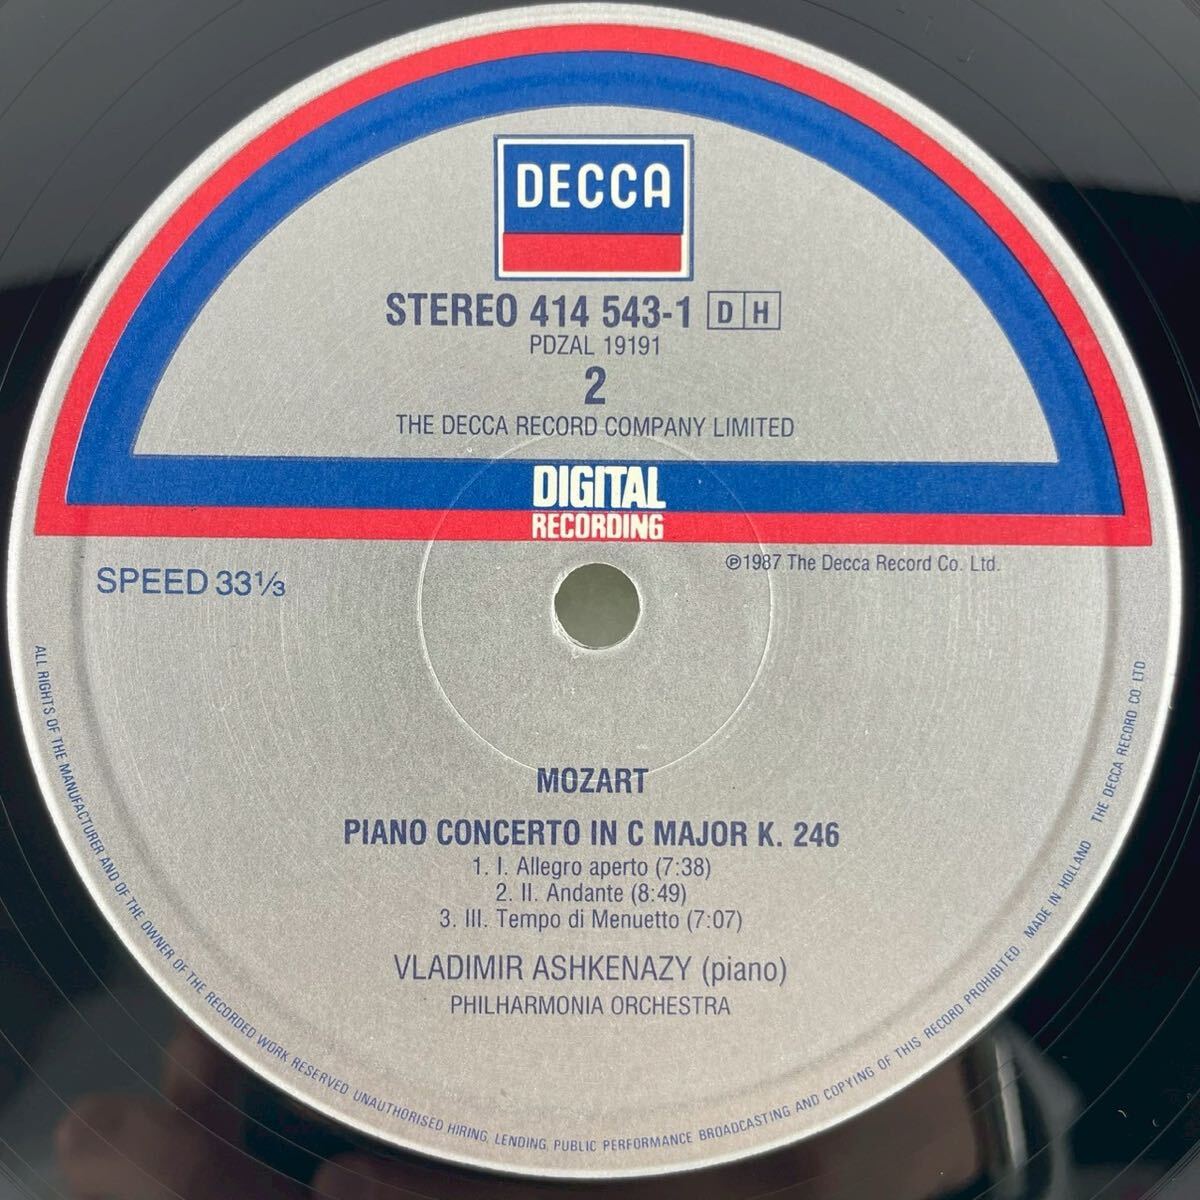 DECCA
STEREO 414 543-1 D H
PDZAL 19191
2
THE DECCA RECORD COMPANY LIMITED
DIGITAL
RECORDING
SPEED 33⅓
℗1987 The Decca Record Co. Ltd.
MOZART
PIANO CONCERTO IN C MAJOR K. 246
1. I. Allegro aperto (7:38)
2. II. Andante (8:49)
3. III. Tempo di Menuetto (7:07)
VLADIMIR ASHKENAZY (piano)
PHILHARMONIA ORCHESTRA
ALL RIGHTS OF THE MANUFACTURER AND OF THE OWNER OF THE RECORDED WORK RESERVED UNAUTHORISED HIRING, LENDING, PUBLIC PERFORMANCE BROADCASTING AND COPYING OF THIS RECORD PROHIBITED. MADE IN HOLLAND THE DECCA RECORD CO. LTD